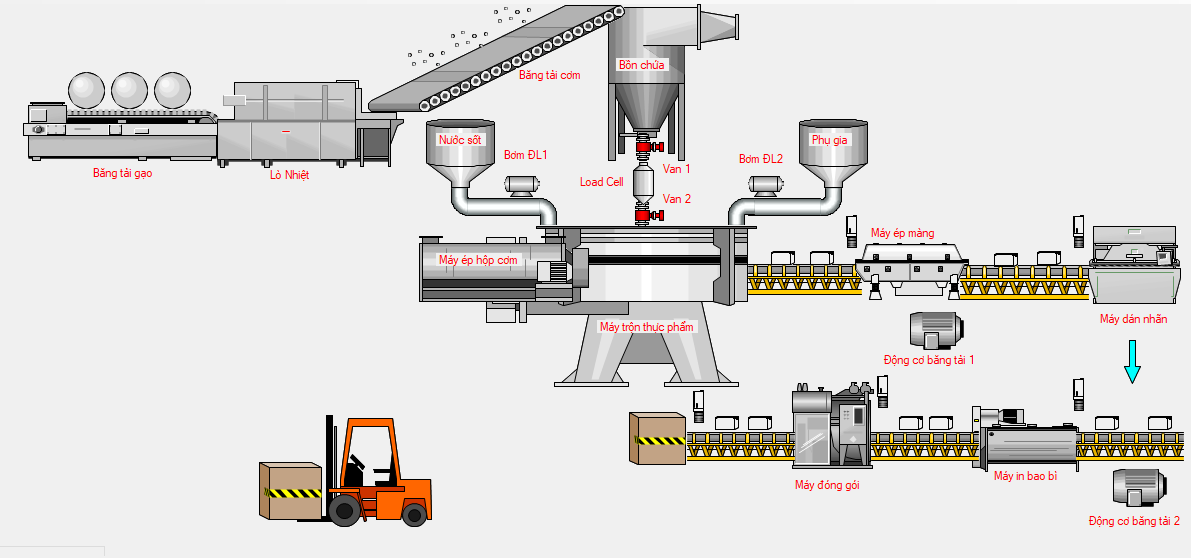 Băng tải cơm
Bồn chứa
Nước sốt
Phụ gia
Bơm ĐL1
Bơm ĐL2
Van 1
Băng tải gạo
Lò Nhiệt
Load Cell
Van 2
Máy ép màng
Máy ép hộp cơm
Máy trộn thực phẩm
Máy dán nhãn
Động cơ băng tải 1
Máy đóng gói
Máy in bao bì
Động cơ băng tải 2